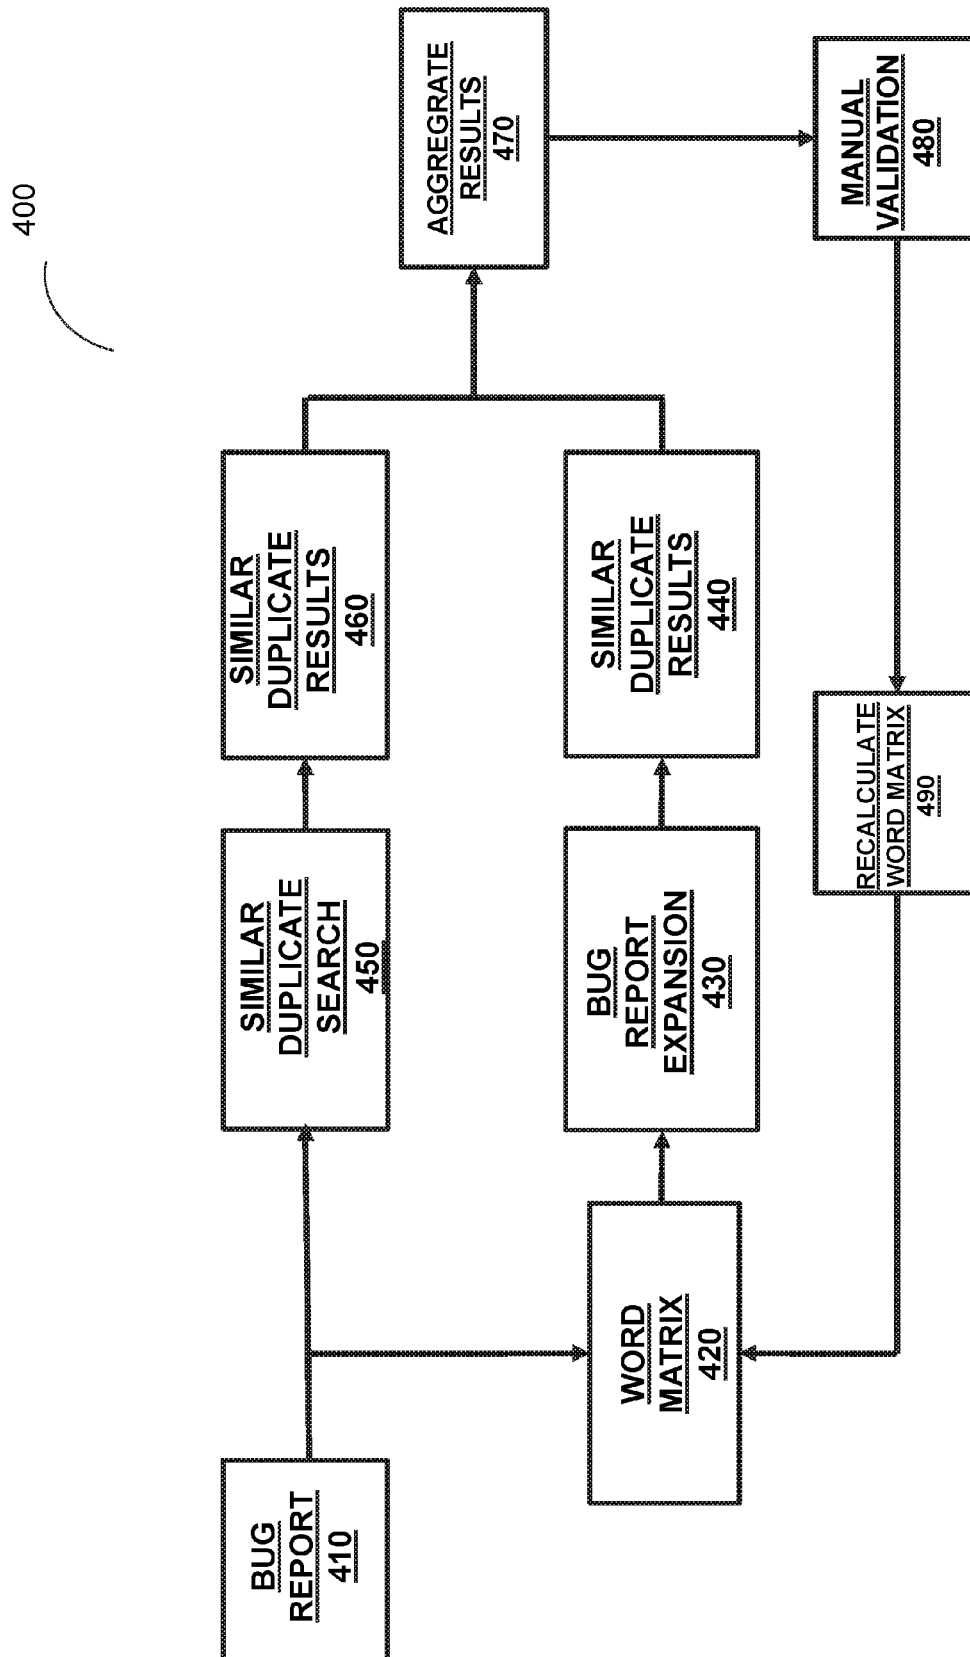 400
BUG
REPORT
410
SIMILAR
DUPLICATE
SEARCH
450
SIMILAR
DUPLICATE
RESULTS
460
AGGREGRATE
RESULTS
470
WORD
MATRIX
420
BUG
REPORT
EXPANSION
430
SIMILAR
DUPLICATE
RESULTS
440
MANUAL
VALIDATION
480
RECALCULATE
WORD MATRIX
490